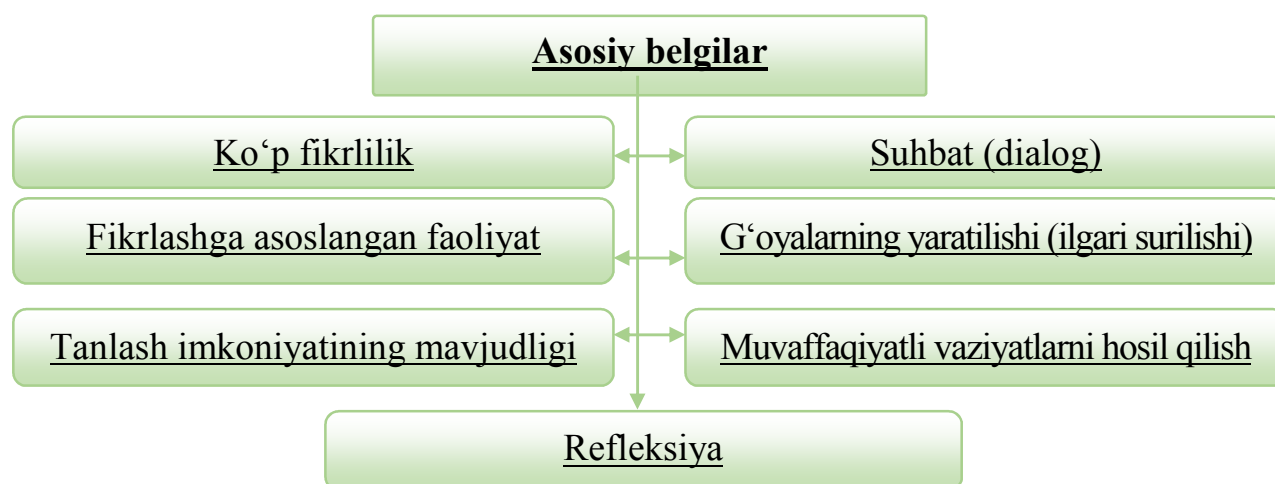 Asosiy belgilar
Ko‘p fikrlilik
Suhbat (dialog)
Fikrlashga asoslangan faoliyat
G‘oyalarning yaratilishi (ilgari surilishi)
Tanlash imkoniyatining mavjudligi
Muvaffaqiyatli vaziyatlarni hosil qilish
Refleksiya